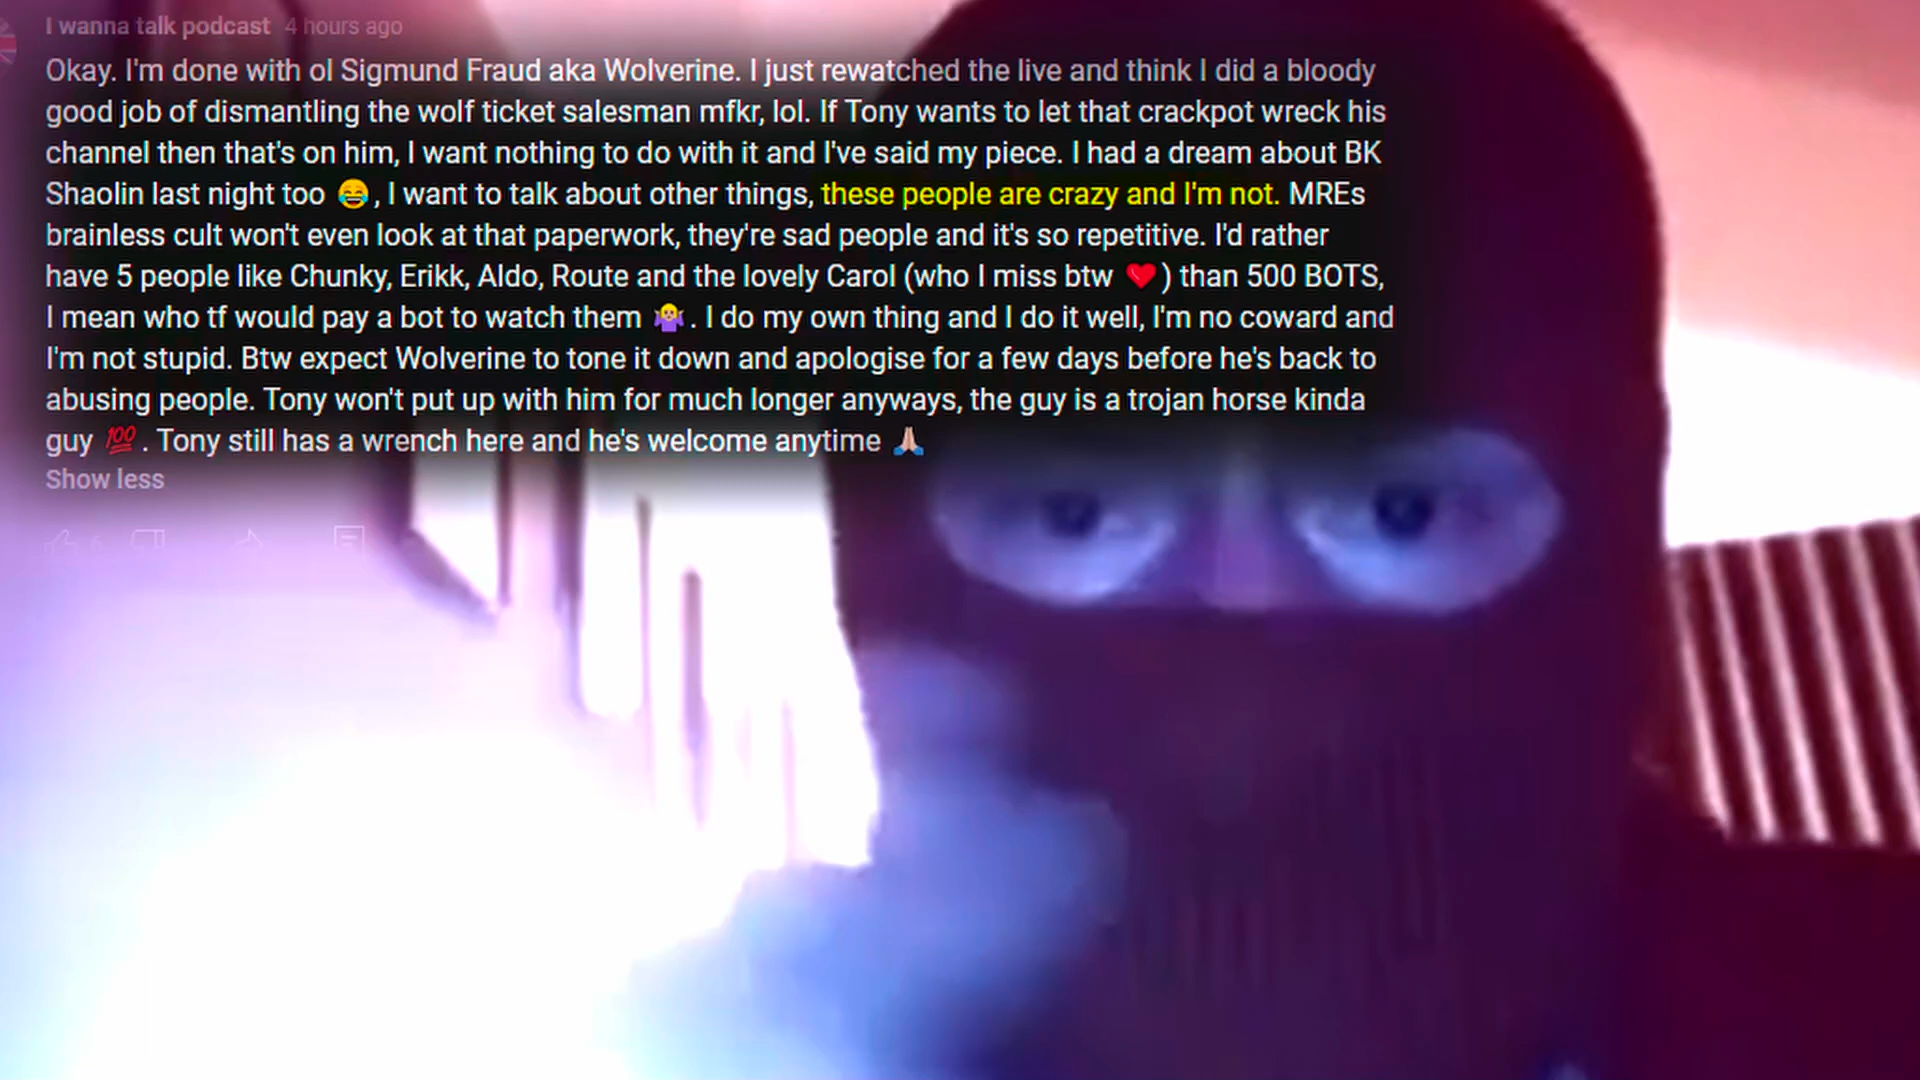 I wanna talk podcast 4 hours ago
Okay. I'm done with ol Sigmund Fraud aka Wolverine. I just rewatched the live and think I did a bloody
good job of dismantling the wolf ticket salesman mfkr, lol. If Tony wants to let that crackpot wreck his
channel then that's on him, I want nothing to do with it and I've said my piece. I had a dream about BK
Shaolin last night too 😂, I want to talk about other things, these people are crazy and I'm not. MREs
brainless cult won't even look at that paperwork, they're sad people and it's so repetitive. I'd rather
have 5 people like Chunky, Erikk, Aldo, Route and the lovely Carol (who I miss btw ❤️) than 500 BOTS,
I mean who tf would pay a bot to watch them 🤷‍♀️. I do my own thing and I do it well, I'm no coward and
I'm not stupid. Btw expect Wolverine to tone it down and apologise for a few days before he's back to
abusing people. Tony won't put up with him for much longer anyways, the guy is a trojan horse kinda
guy 💯. Tony still has a wrench here and he's welcome anytime 🙏🏻
Show less
6